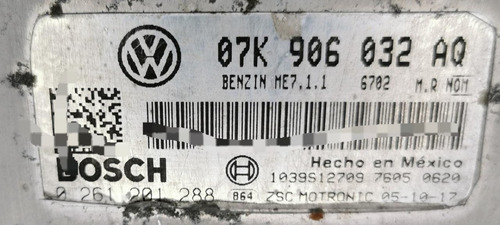 07K 906 032 AQ
BENZIN ME7,1.1 6702 M.R NÖM
BOSCH
Hecho en México
1039S12709 7605 0620
0 261 201 288 864 ZSC MOTRONIC 05-10-17